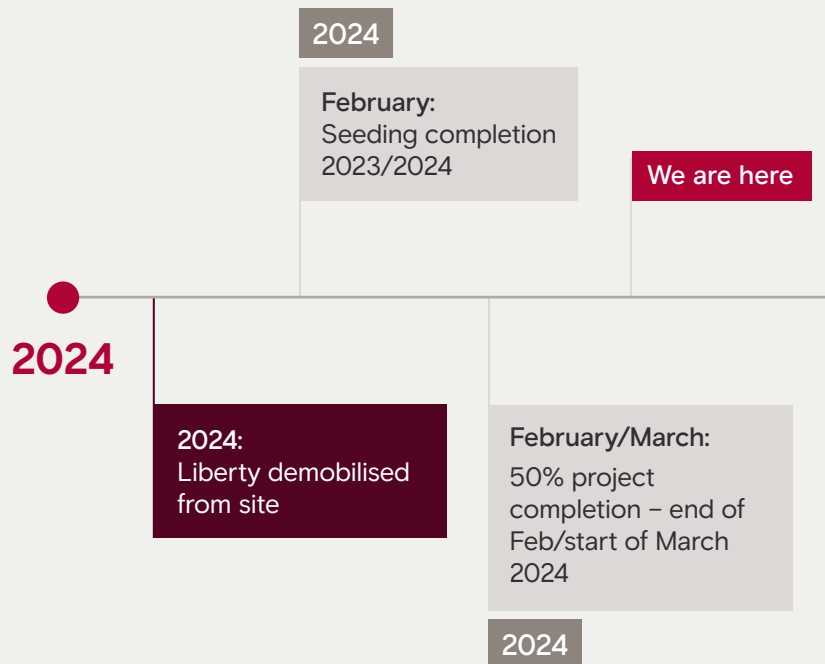 2024
February:
Seeding completion
2023/2024
We are here
2024
2024:
Liberty demobilised
from site
February/March:
50% project
completion – end of
Feb/start of March
2024
2024